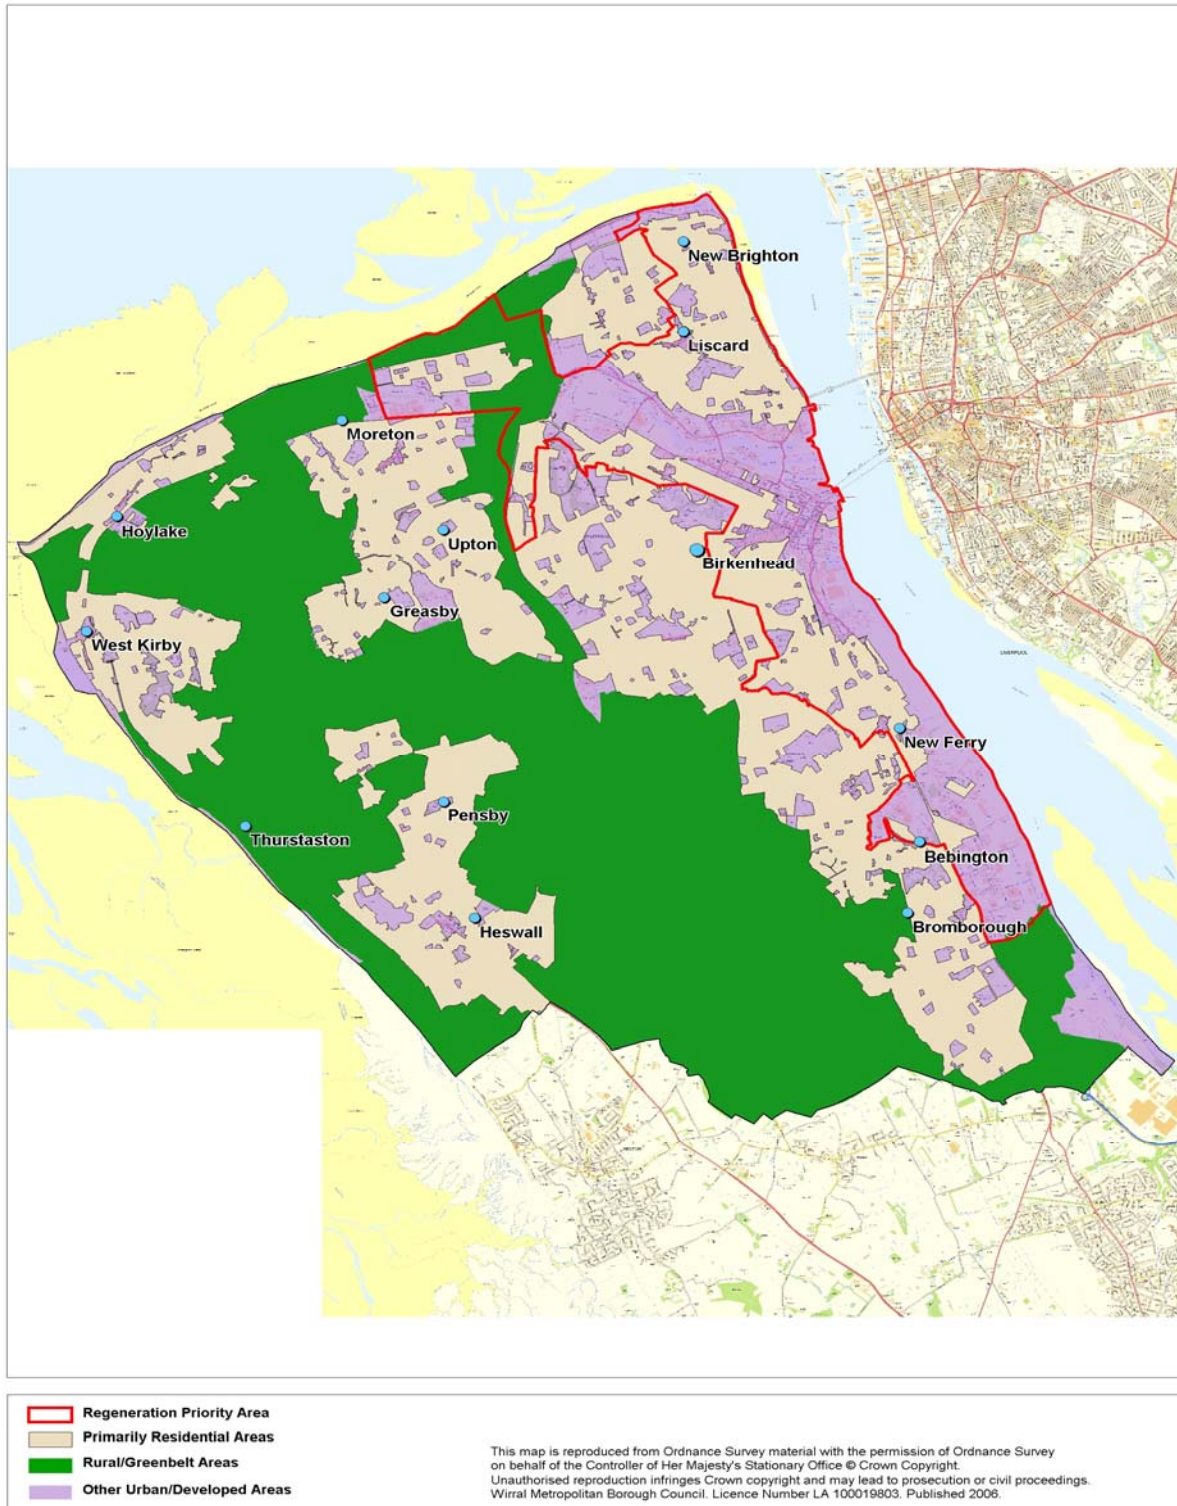 New Brighton
Liscard
Moreton
Hoylake
Upton
Birkenhead
Greasby
West Kirby
LIVERPOOL
New Ferry
Pensby
Thurstaston
Bebington
Heswall
Bromborough
Regeneration Priority Area
Primarily Residential Areas
Rural/Greenbelt Areas
Other Urban/Developed Areas
This map is reproduced from Ordnance Survey material with the permission of Ordnance Survey
on behalf of the Controller of Her Majesty's Stationary Office © Crown Copyright.
Unauthorised reproduction infringes Crown copyright and may lead to prosecution or civil proceedings.
Wirral Metropolitan Borough Council. Licence Number LA 100019803. Published 2006.